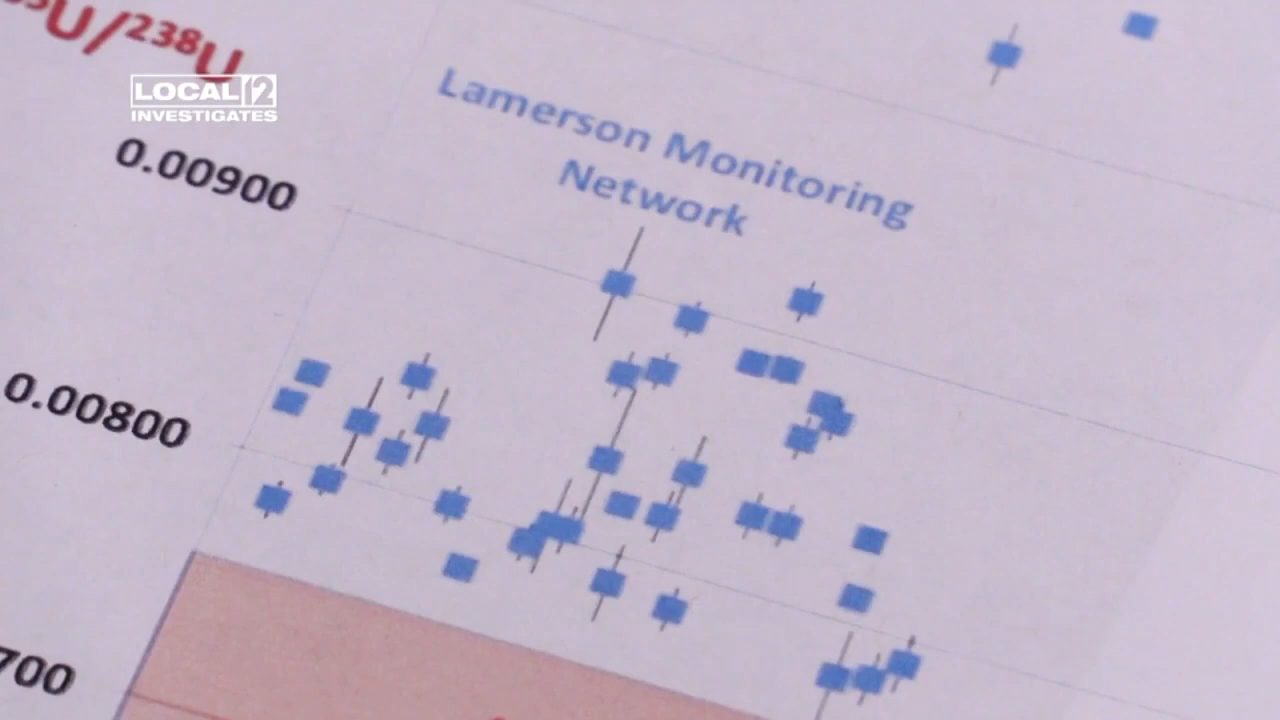 U/²³⁸U
LOCAL 12
INVESTIGATES
0.00900
Lamerson Monitoring
Network
0.00800
700